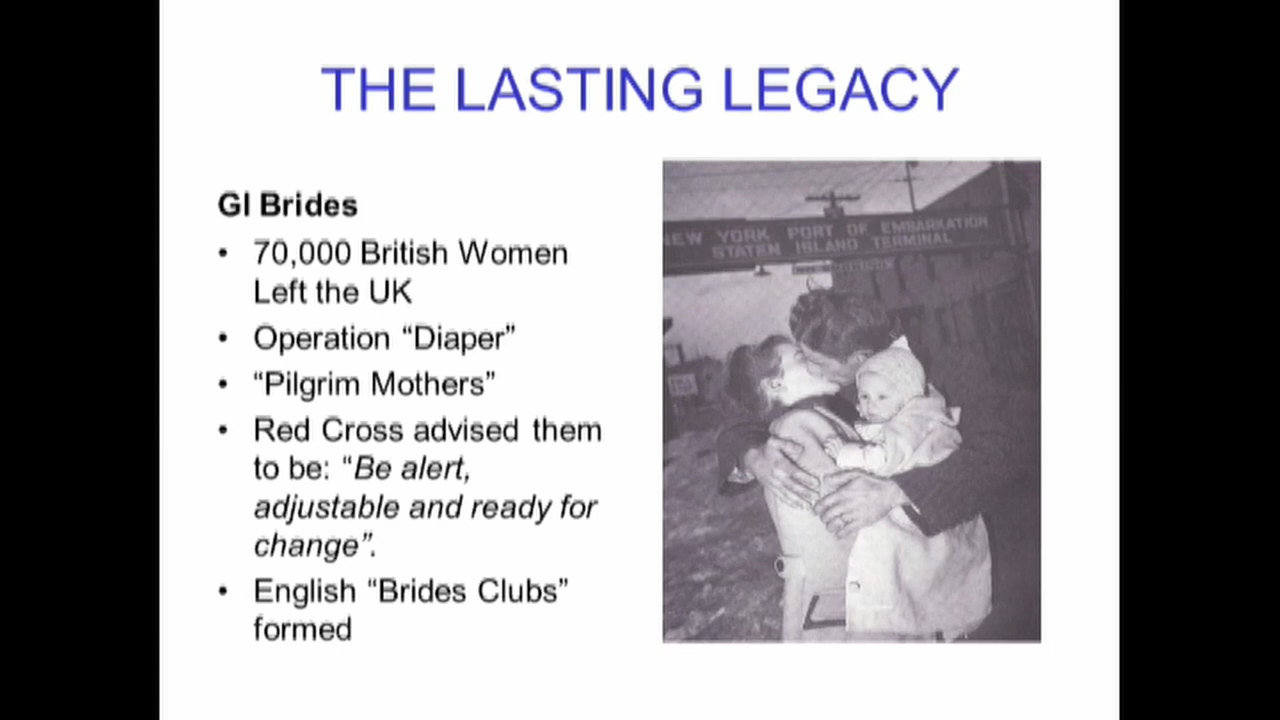 THE LASTING LEGACY
GI Brides
• 70,000 British Women
Left the UK
• Operation “Diaper”
• “Pilgrim Mothers”
• Red Cross advised them
to be: “Be alert,
adjustable and ready for
change”.
• English “Brides Clubs”
formed
NEW YORK PORT OF EMBARKATION
STATEN ISLAND TERMINAL